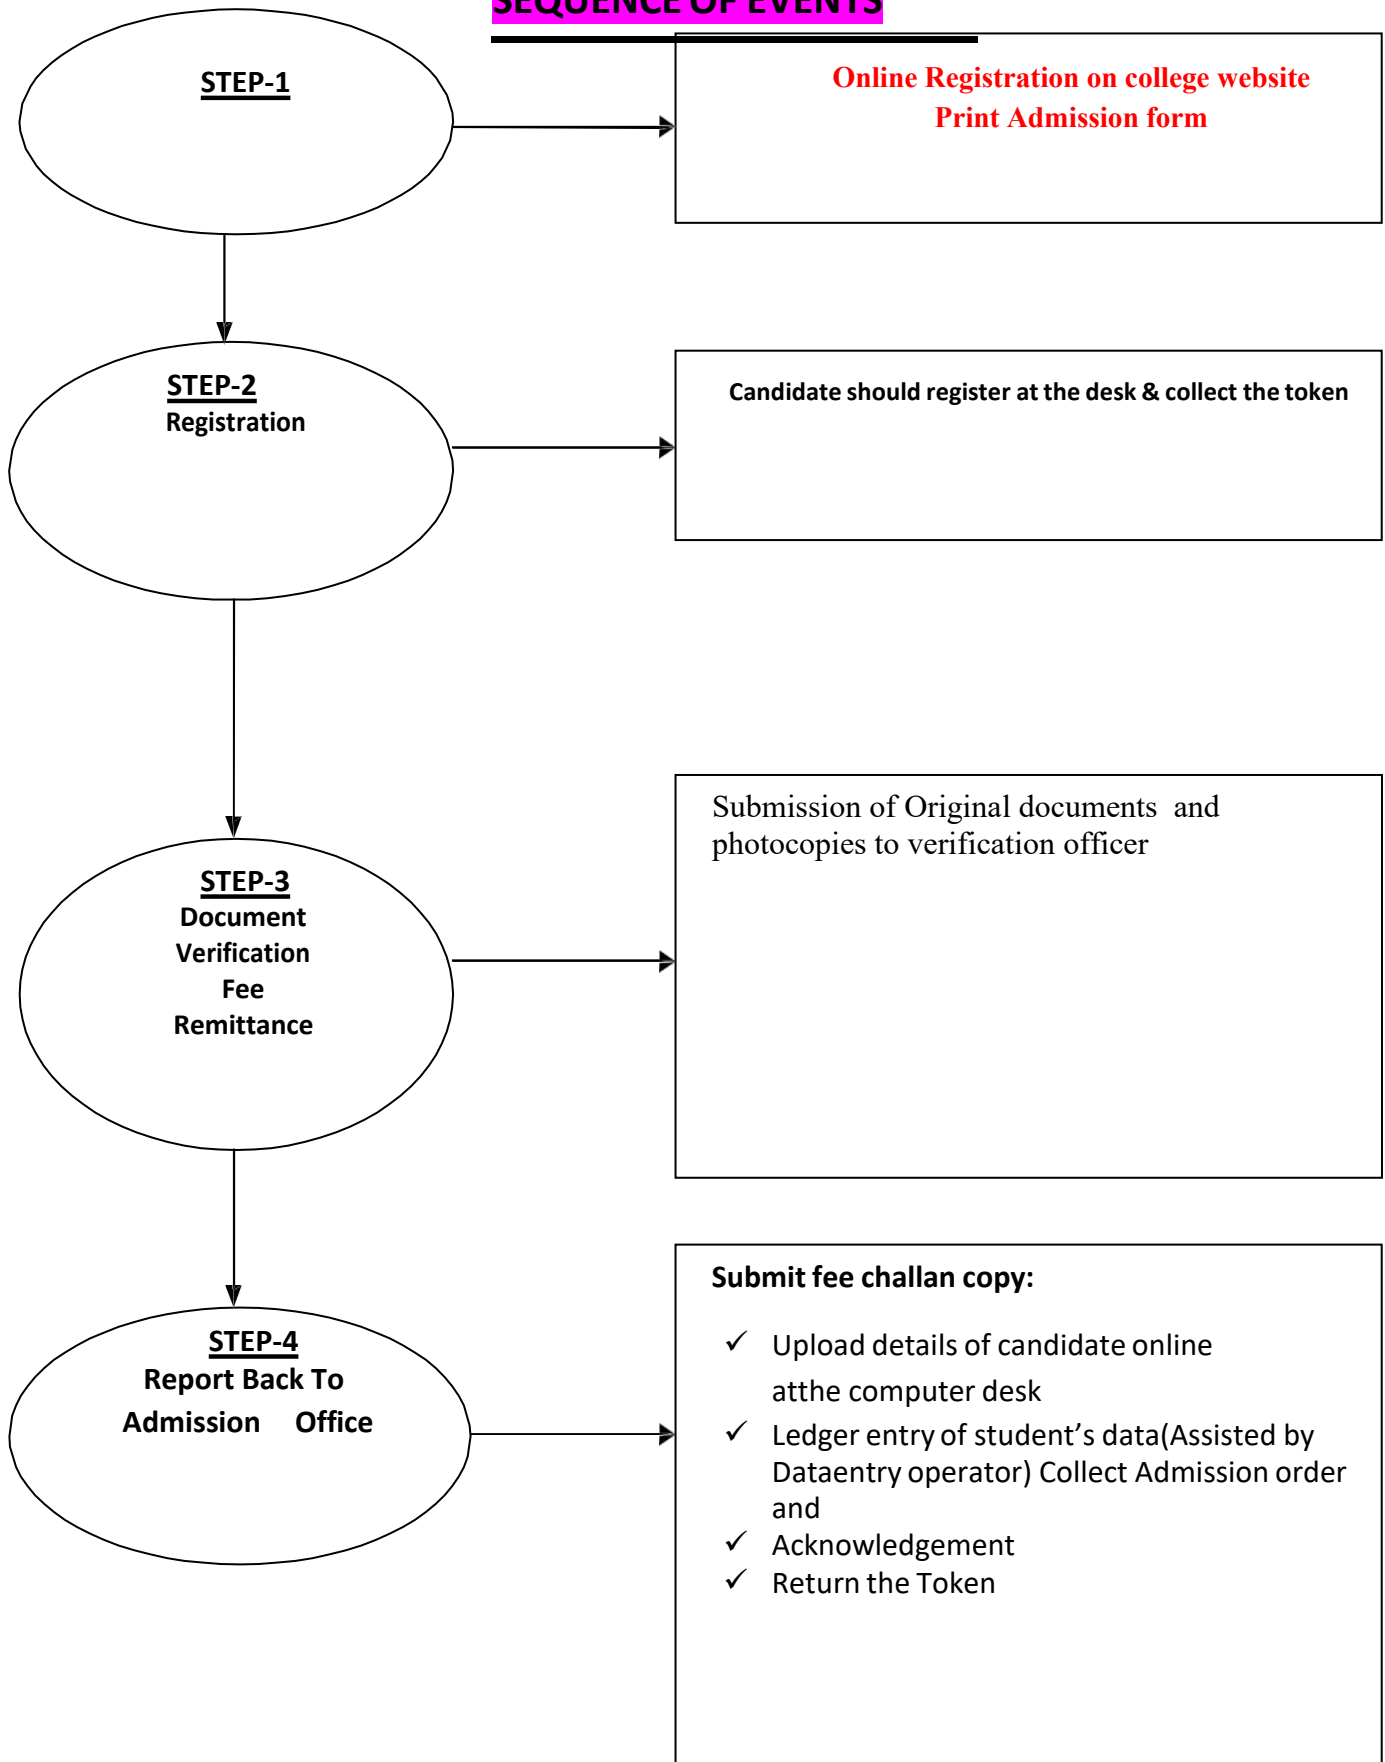 SEQUENCE OF EVENTS
STEP-1
Online Registration on college website
Print Admission form
STEP-2
Registration
Candidate should register at the desk & collect the token
STEP-3
Document
Verification
Fee
Remittance
Submission of Original documents and
photocopies to verification officer
STEP-4
Report Back To
Admission Office
Submit fee challan copy:
✓ Upload details of candidate online
atthe computer desk
✓ Ledger entry of student’s data(Assisted by
Dataentry operator) Collect Admission order
and
✓ Acknowledgement
✓ Return the Token